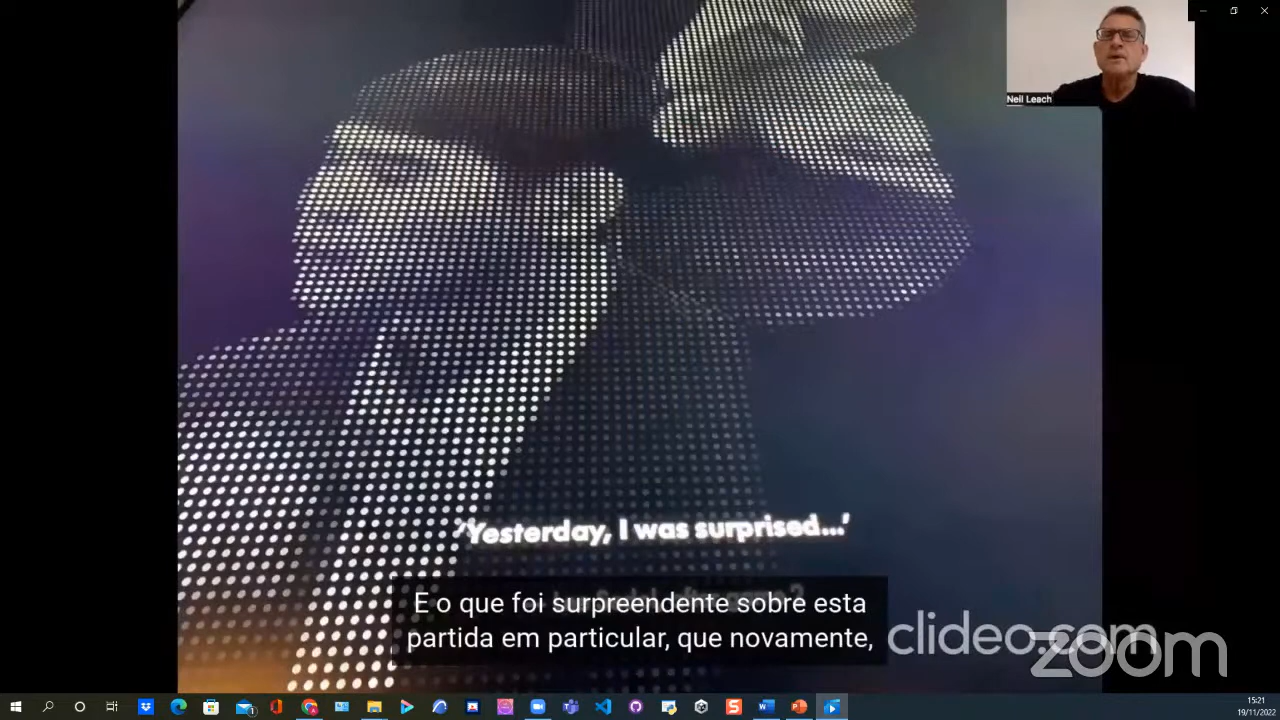 Neil Leach
'Yesterday, I was surprised...'
E o que foi surpreendente sobre esta
partida em particular, que novamente,
clideo.com
zoom
15:21
19/11/2022